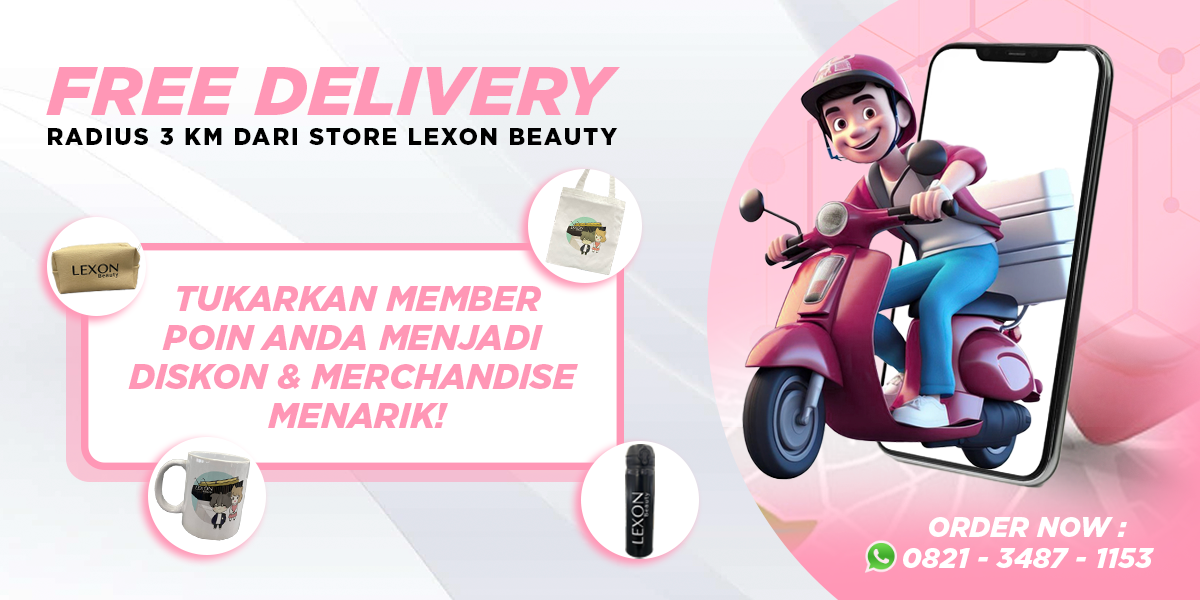 FREE DELIVERY
RADIUS 3 KM DARI STORE LEXON BEAUTY
LEXON
Beauty
TUKARKAN MEMBER
POIN ANDA MENJADI
DISKON & MERCHANDISE
MENARIK!
LEXON
Beauty
ORDER NOW :
0821 - 3487 - 1153